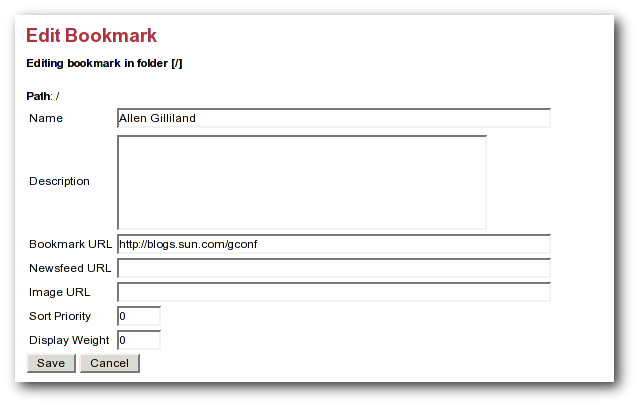 Edit Bookmark
Editing bookmark in folder [/]
Path: /
Name Allen Gilliland
Description
Bookmark URL http://blogs.sun.com/gconf
Newsfeed URL
Image URL
Sort Priority 0
Display Weight 0
Save Cancel